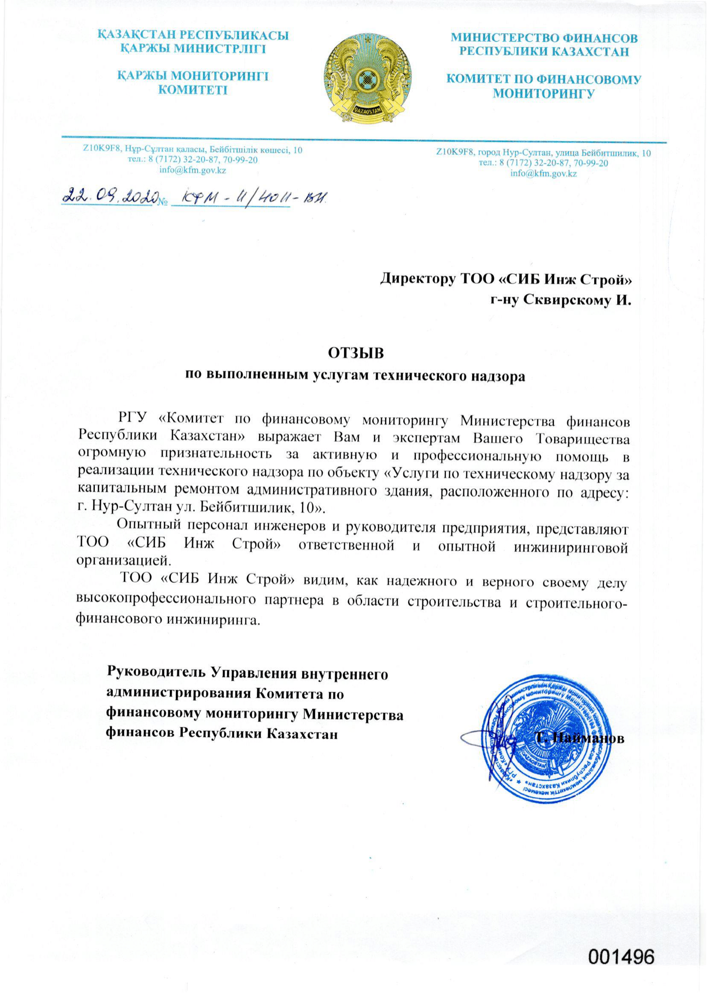 ҚАЗАҚСТАН РЕСПУБЛИКАСЫ
ҚАРЖЫ МИНИСТРЛІГІ
ҚАРЖЫ МОНИТОРИНГІ
КОМИТЕТІ
QAZAQSTAN
МИНИСТЕРСТВО ФИНАНСОВ
РЕСПУБЛИКИ КАЗАХСТАН
КОМИТЕТ ПО ФИНАНСОВОМУ
МОНИТОРИНГУ
Z10K9F8, Нұр-Сұлтан қаласы, Бейбітшілік көшесі, 10
тел.: 8 (7172) 32-20-87, 70-99-20
info@kfm.gov.kz
Z10K9F8, город Нур-Султан, улица Бейбитшилик, 10
тел.: 8 (7172) 32-20-87, 70-99-20
info@kfm.gov.kz
22.09.2020 № КФМ - 11/4011 - ВН
Директору ТОО «СИБ Инж Строй»
г-ну Сквирскому И.
ОТЗЫВ
по выполненным услугам технического надзора
РГУ «Комитет по финансовому мониторингу Министерства финансов
Республики Казахстан» выражает Вам и экспертам Вашего Товарищества
огромную признательность за активную и профессиональную помощь в
реализации технического надзора по объекту «Услуги по техническому надзору за
капитальным ремонтом административного здания, расположенного по адресу:
г. Нур-Султан ул. Бейбитшилик, 10».
Опытный персонал инженеров и руководителя предприятия, представляют
ТОО «СИБ Инж Строй» ответственной и опытной инжиниринговой
организацией.
ТОО «СИБ Инж Строй» видим, как надежного и верного своему делу
высокопрофессионального партнера в области строительства и строительного-
финансового инжиниринга.
Руководитель Управления внутреннего
администрирования Комитета по
финансовому мониторингу Министерства
финансов Республики Казахстан
Т. Найманов
QAZAQSTAN
001496